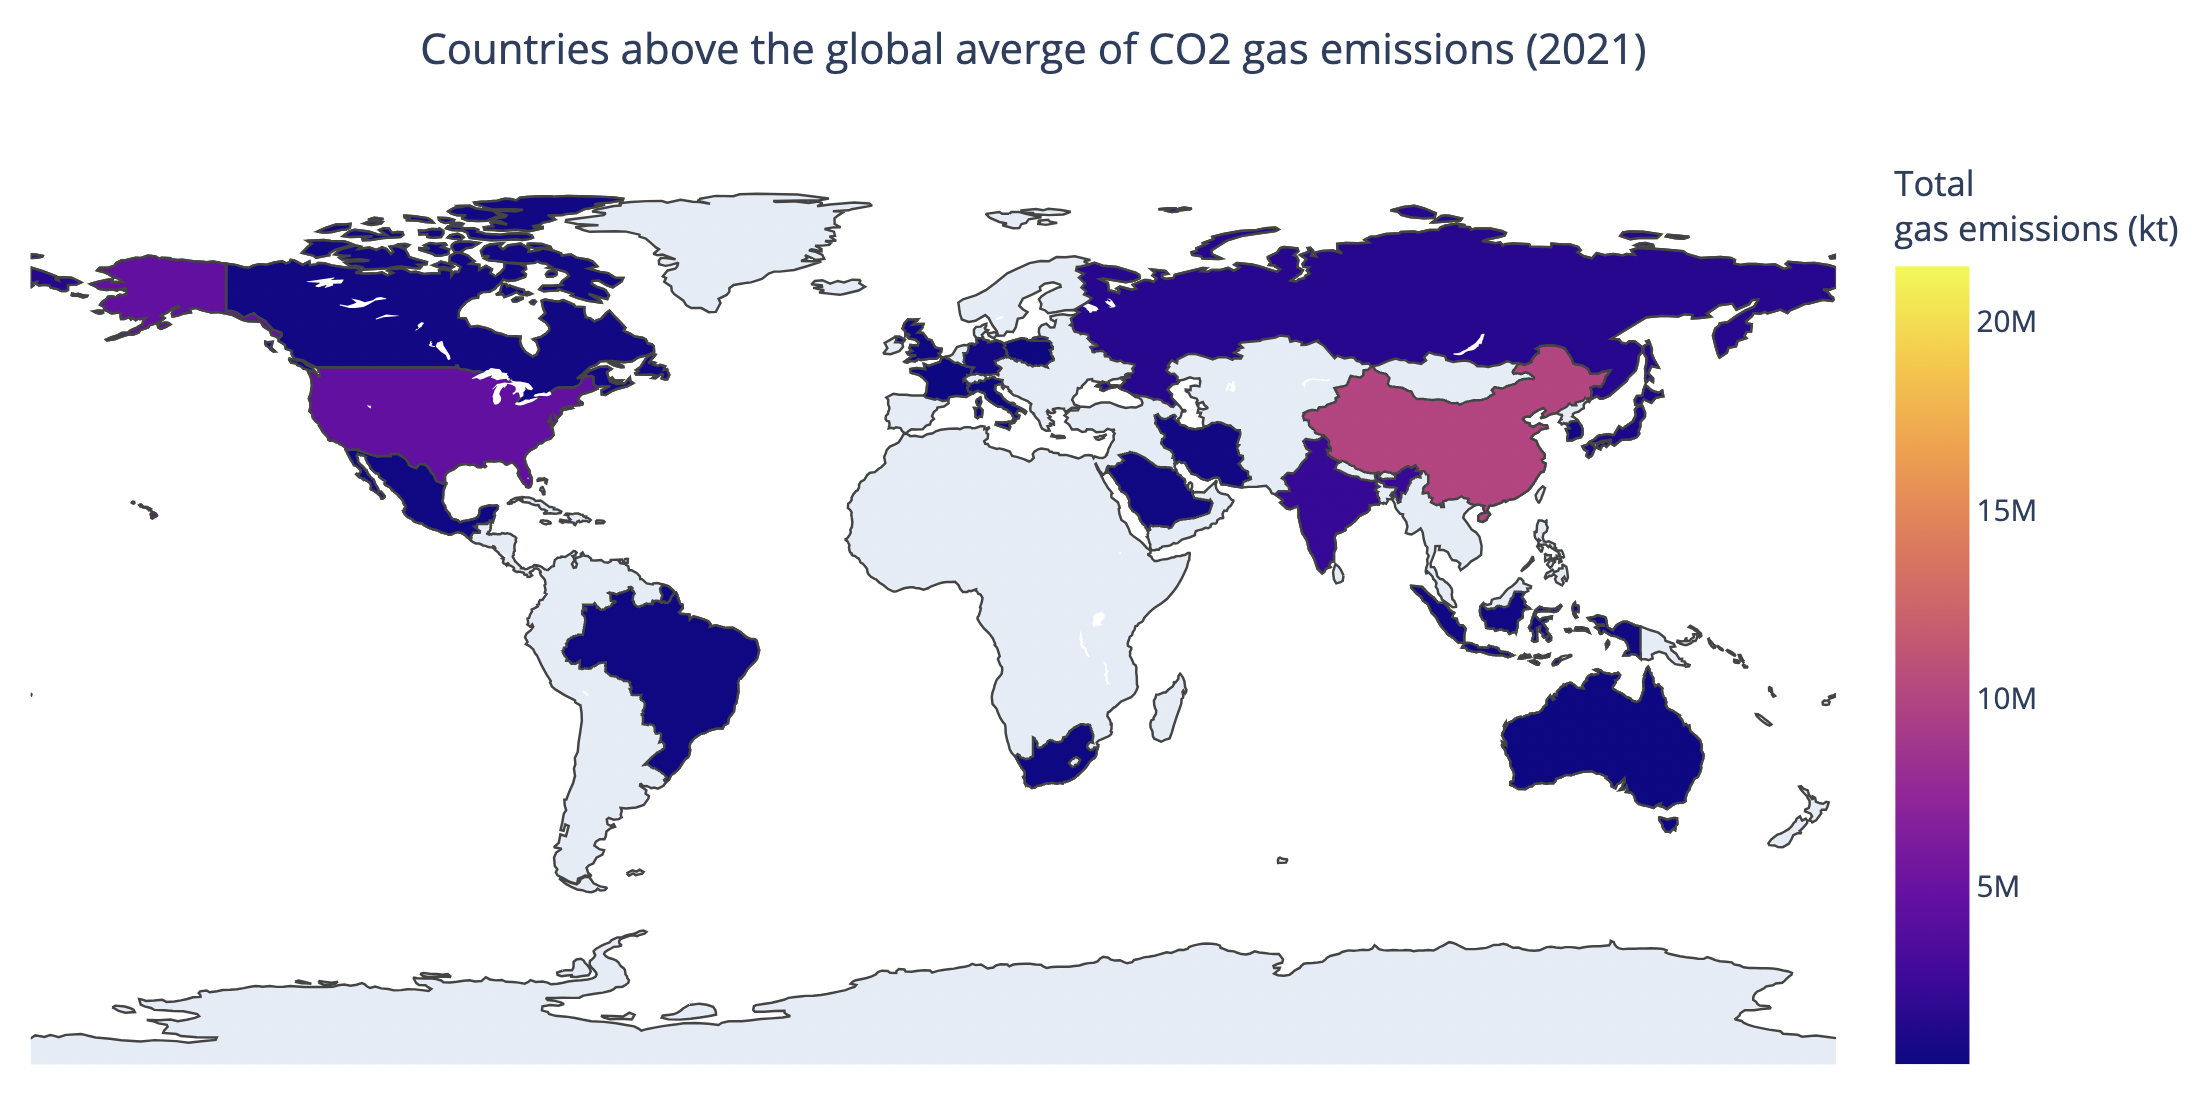 Countries above the global averge of CO2 gas emissions (2021)
Total
gas emissions (kt)
20M
15M
10M
5M